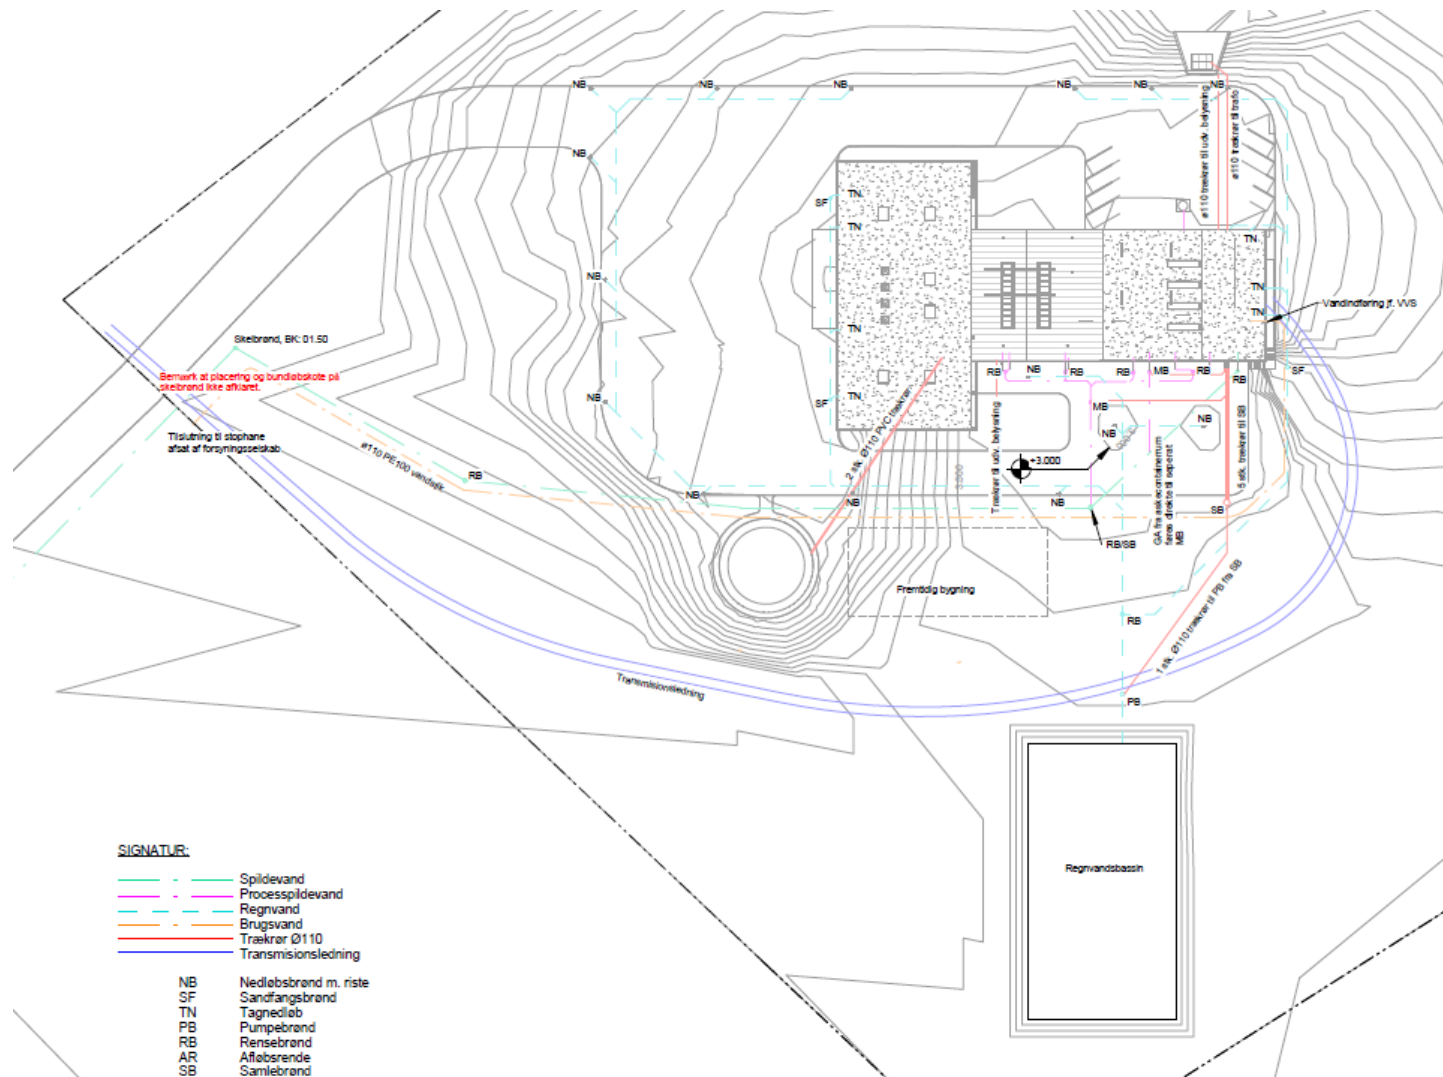 NB
NB
NB
NB
NB
NB
ø110 trækrør til udv. belysning
ø110 trækrør til trafo
NB
TN
SF
TN
TN
NB
TN
Vandindføring jf. VVS
TN
TN
Skelbrønd, BK: 01.50
Bemærk at placering og bundløbskote på
skelbrønd ikke afklaret.
RB
NB
RB
RB
MB
RB
RB
SF
NB
SF
TN
2 stk. Ø110 PVC trækrør
Trækrør til udv. belysning
MB
NB
NB
Tilslutning til stophane
afsat af forsyningsselskab
ø110 PE100 vandstik
RB
+3.000
3.000
GA fra askecontainerrum
føres direkte til seperat
MB
5 stk. trækrør til SB
NB
NB
NB
SB
RB/SB
Fremtidig bygning
RB
1 stk. Ø110 trækrør til PB fra SB
Transmisionsledning
PB
Regnvandsbassin
SIGNATUR:
Spildevand
Processpildevand
Regnvand
Brugsvand
Trækrør Ø110
Transmisionsledning
NB Nedløbsbrønd m. riste
SF Sandfangsbrønd
TN Tagnedløb
PB Pumpebrønd
RB Rensebrønd
AR Afløbsrende
SB Samlebrønd